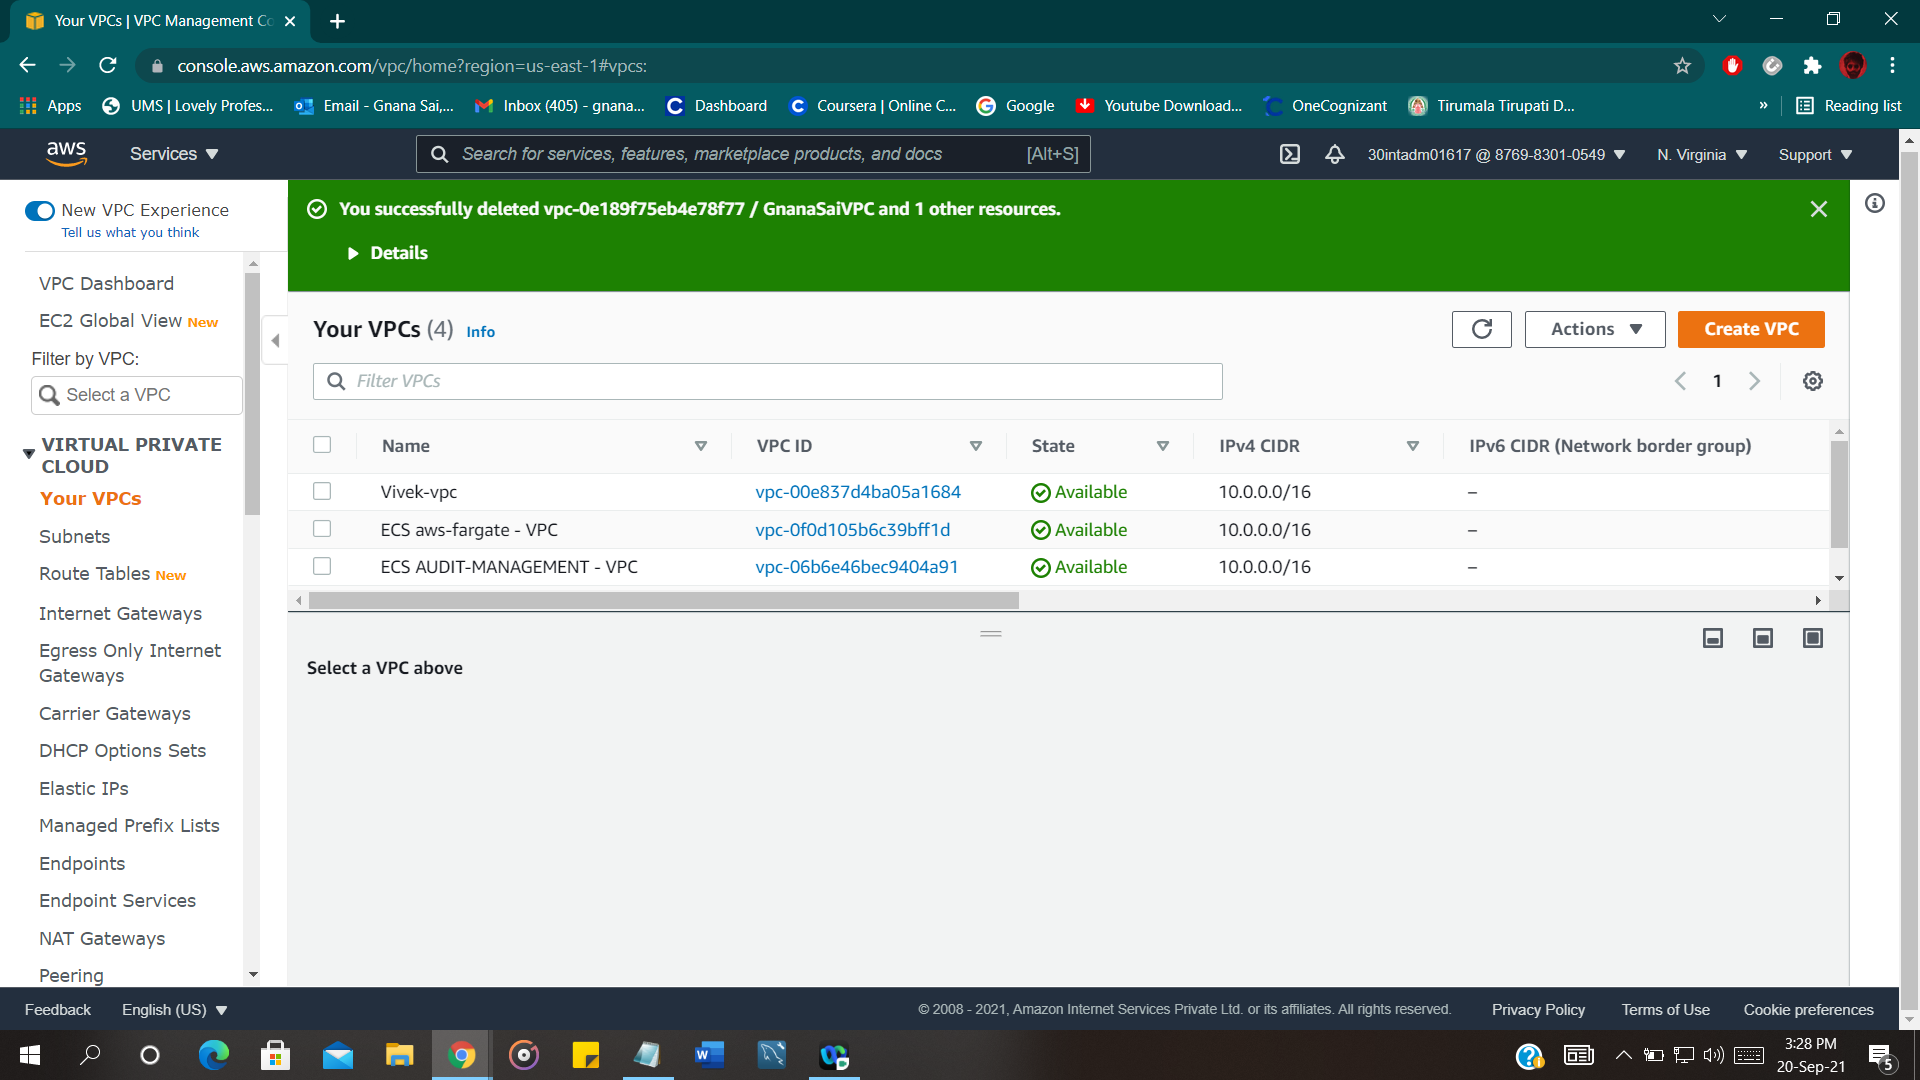 Your VPCs | VPC Management Co
console.aws.amazon.com/vpc/home?region=us-east-1#vpcs:
Apps UMS | Lovely Profes... Email - Gnana Sai,... Inbox (405) - gnana... Dashboard Coursera | Online C... Google Youtube Download... OneCognizant Tirumala Tirupati D... » Reading list
aws Services Search for services, features, marketplace products, and docs [Alt+S] 30intadm01617 @ 8769-8301-0549 N. Virginia Support
New VPC Experience
Tell us what you think
VPC Dashboard
EC2 Global View New
Filter by VPC:
Select a VPC
VIRTUAL PRIVATE
CLOUD
Your VPCs
Subnets
Route Tables New
Internet Gateways
Egress Only Internet
Gateways
Carrier Gateways
DHCP Options Sets
Elastic IPs
Managed Prefix Lists
Endpoints
Endpoint Services
NAT Gateways
Peering
You successfully deleted vpc-0e189f75eb4e78f77 / GnanaSaiVPC and 1 other resources.
Details
Your VPCs (4) Info
Actions
Create VPC
Filter VPCs
1
Name VPC ID State IPv4 CIDR IPv6 CIDR (Network border group)
Vivek-vpc vpc-00e837d4ba05a1684 Available 10.0.0.0/16 –
ECS aws-fargate - VPC vpc-0f0d105b6c39bff1d Available 10.0.0.0/16 –
ECS AUDIT-MANAGEMENT - VPC vpc-06b6e46bec9404a91 Available 10.0.0.0/16 –
Select a VPC above
Feedback English (US) © 2008 - 2021, Amazon Internet Services Private Ltd. or its affiliates. All rights reserved. Privacy Policy Terms of Use Cookie preferences
3:28 PM
20-Sep-21
5